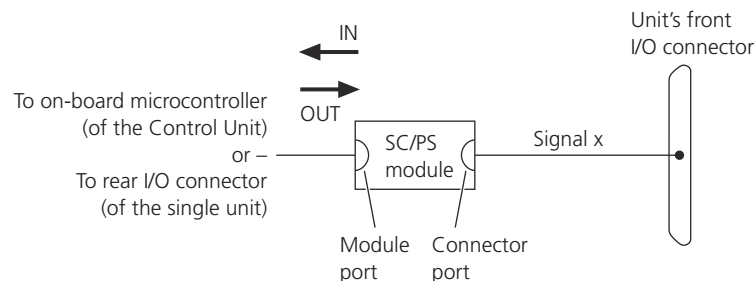 Unit's front
I/O connector
IN
OUT
To on-board microcontroller
(of the Control Unit)
or –
To rear I/O connector
(of the single unit)
SC/PS
module
Signal x
Module
port
Connector
port